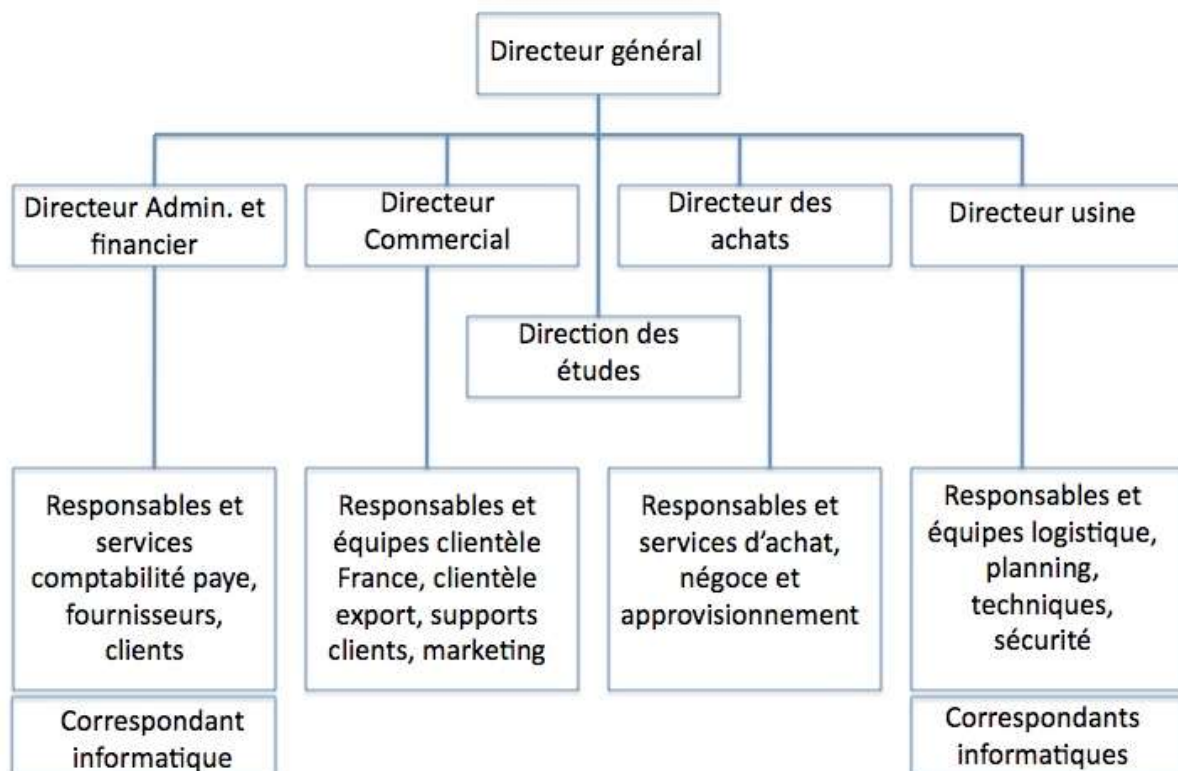 Directeur général
Directeur Admin. et
financier
Directeur
Commercial
Directeur des
achats
Directeur usine
Direction des
études
Responsables et
services
comptabilité paye,
fournisseurs,
clients
Responsables et
équipes clientèle
France, clientèle
export, supports
clients, marketing
Responsables et
services d'achat,
négoce et
approvisionnement
Responsables et
équipes logistique,
planning,
techniques,
sécurité
Correspondant
informatique
Correspondants
informatiques